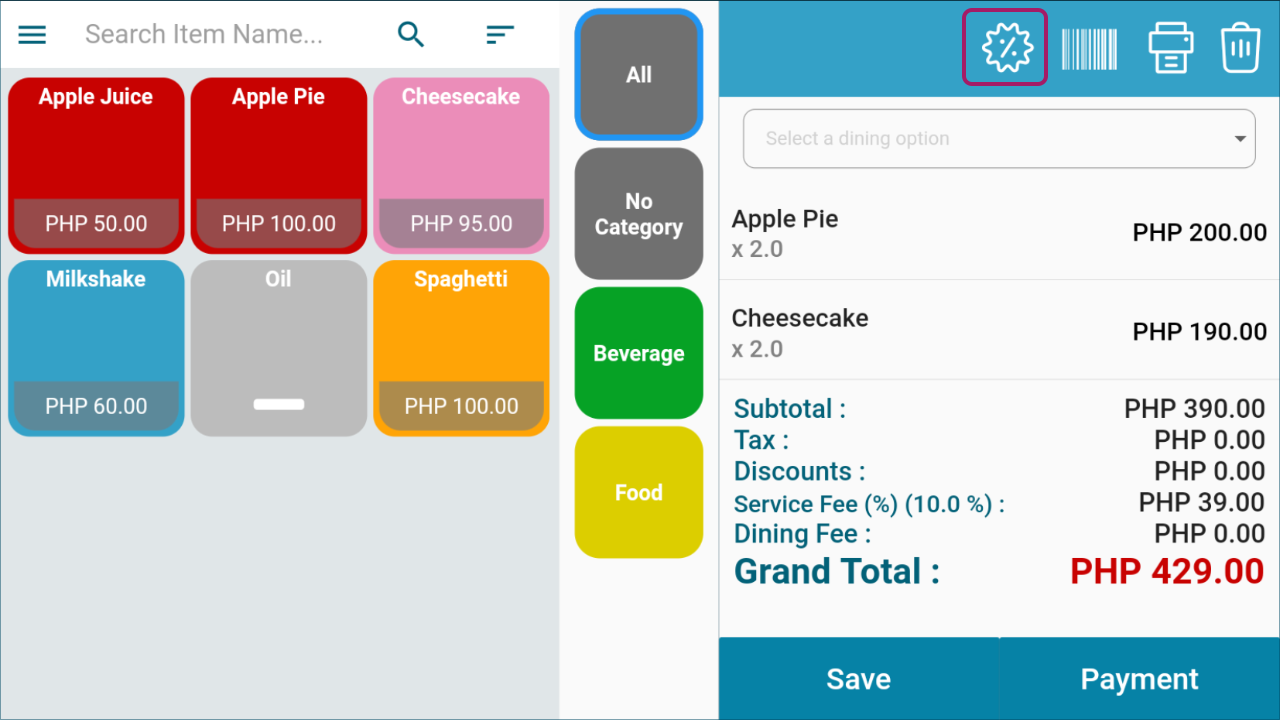 Search Item Name...
Apple Juice
PHP 50.00
Apple Pie
PHP 100.00
Cheesecake
PHP 95.00
Milkshake
PHP 60.00
Oil
Spaghetti
PHP 100.00
All
No
Category
Beverage
Food
%
Select a dining option
Apple Pie
x 2.0
PHP 200.00
Cheesecake
x 2.0
PHP 190.00
Subtotal : PHP 390.00
Tax : PHP 0.00
Discounts : PHP 0.00
Service Fee (%) (10.0 %) : PHP 39.00
Dining Fee : PHP 0.00
Grand Total : PHP 429.00
Save
Payment